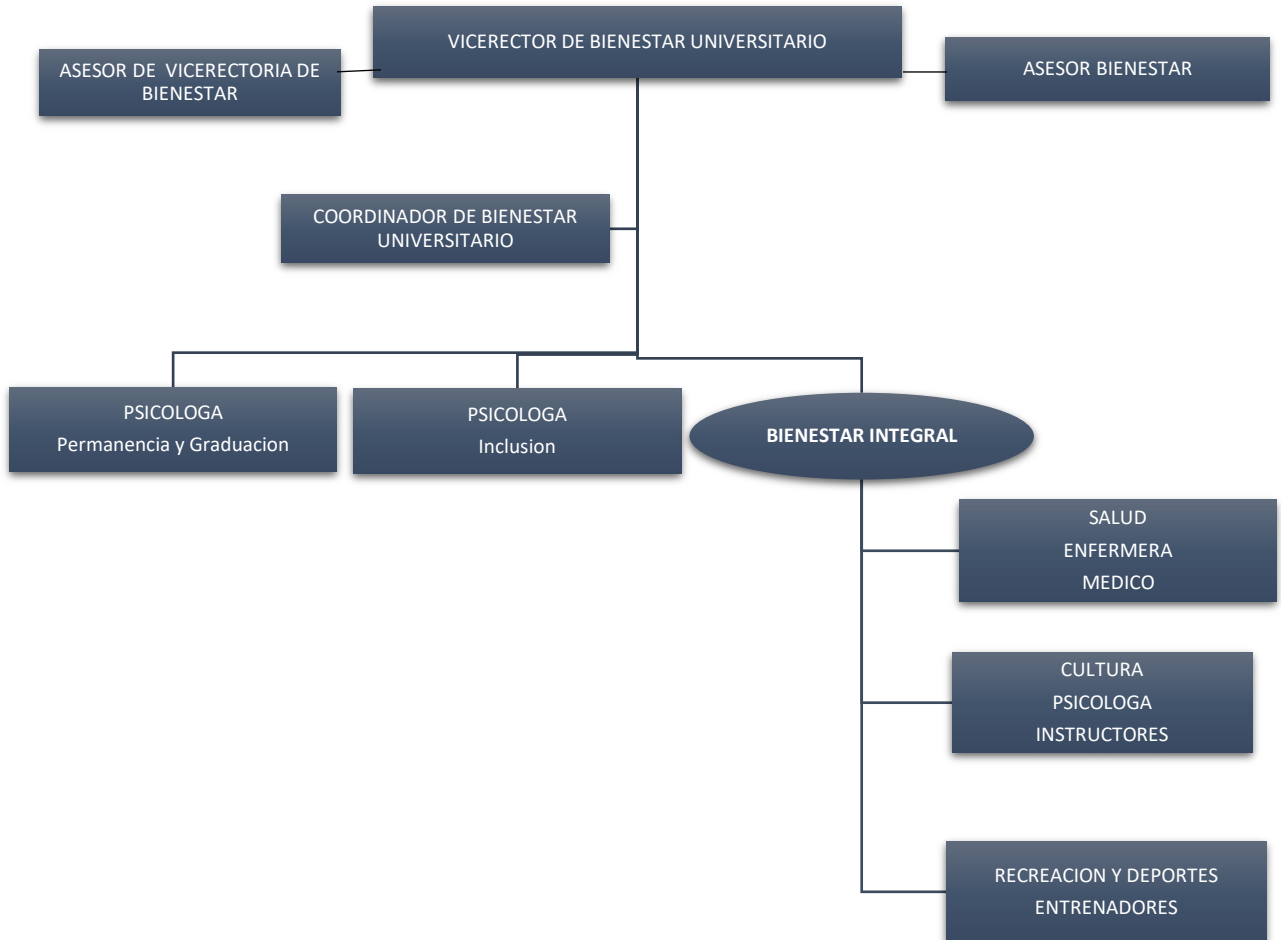 VICERECTOR DE BIENESTAR UNIVERSITARIO
ASESOR DE VICERECTORIA DE
BIENESTAR
ASESOR BIENESTAR
COORDINADOR DE BIENESTAR
UNIVERSITARIO
PSICOLOGA
Permanencia y Graduacion
PSICOLOGA
Inclusion
BIENESTAR INTEGRAL
SALUD
ENFERMERA
MEDICO
CULTURA
PSICOLOGA
INSTRUCTORES
RECREACION Y DEPORTES
ENTRENADORES